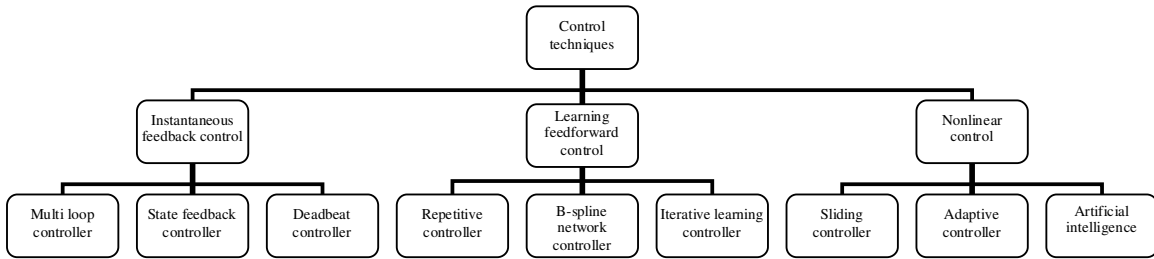 Control
techniques
Instantaneous
feedback control
Learning
feedforward
control
Nonlinear
control
Multi loop
controller
State feedback
controller
Deadbeat
controller
Repetitive
controller
B-spline
network
controller
Iterative learning
controller
Sliding
controller
Adaptive
controller
Artificial
intelligence